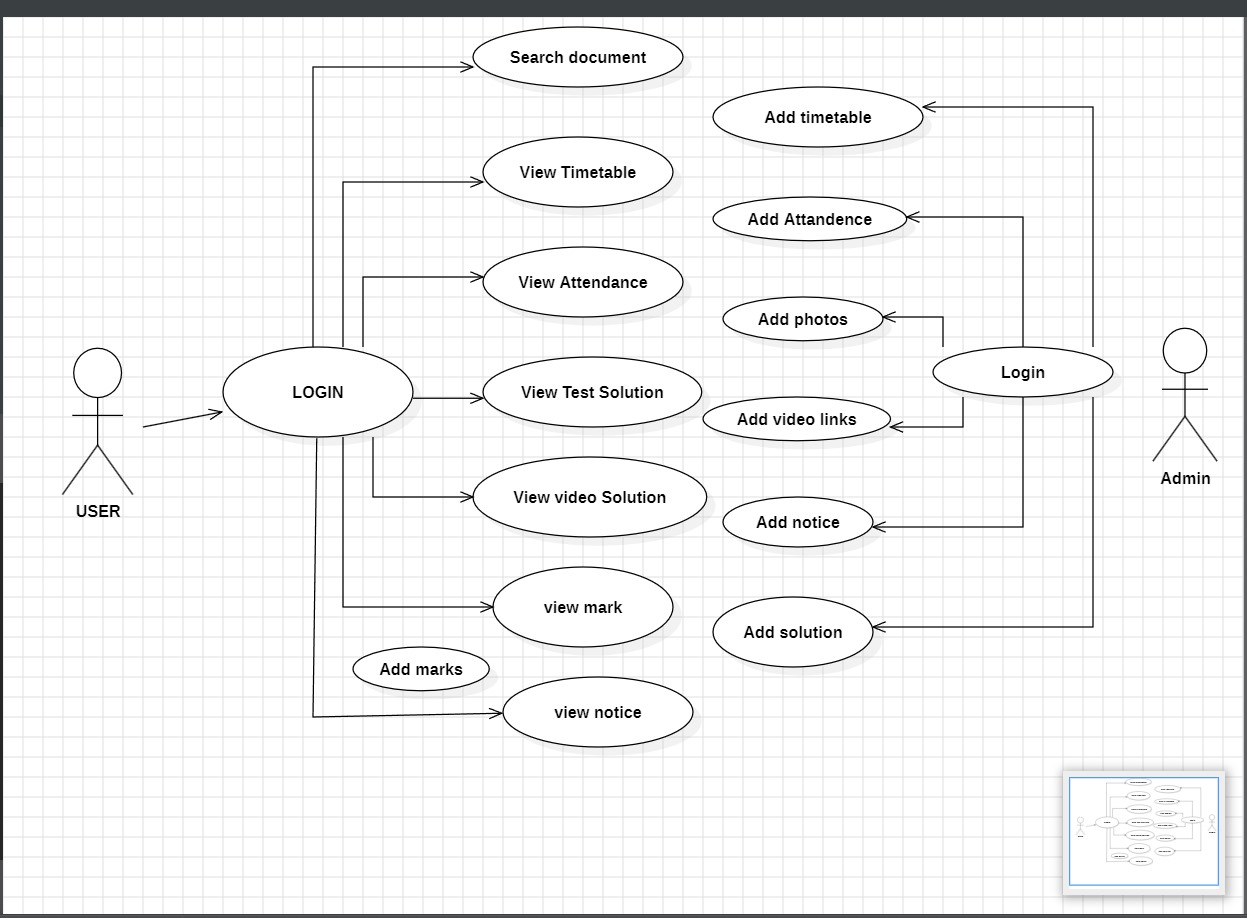 Search document
Add timetable
View Timetable
Add Attandence
View Attendance
Add photos
Login
LOGIN
View Test Solution
Add video links
Admin
View video Solution
USER
Add notice
view mark
Add solution
Add marks
view notice